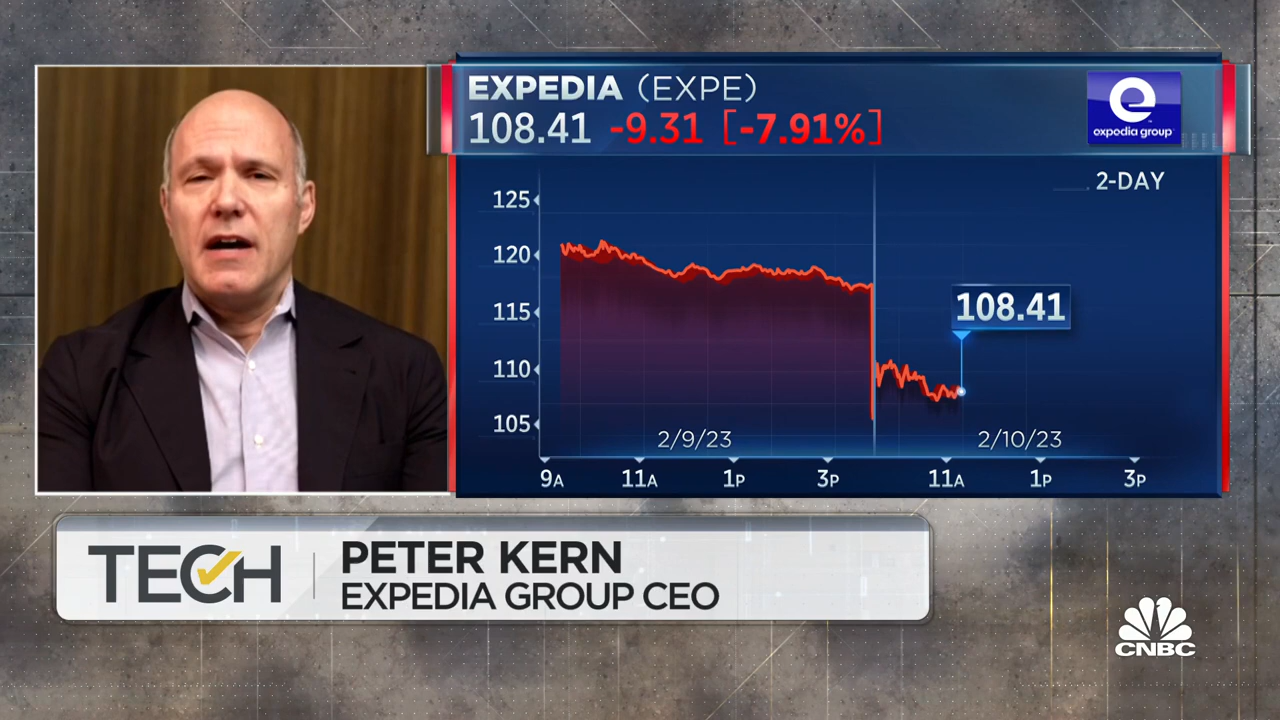 EXPEDIA (EXPE)
108.41 -9.31 [-7.91%]
e
expedia group™
2-DAY
125
120
115
110
105
108.41
2/9/23
2/10/23
9A 11A 1P 3P 11A 1P 3P
TECH
PETER KERN
EXPEDIA GROUP CEO
CNBC